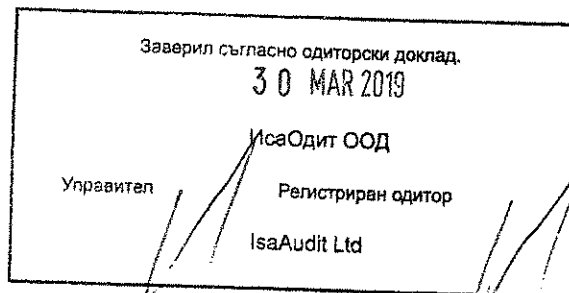 Заверил съгласно одиторски доклад.
30 MAR 2019
ИсаОдит ООД
Управител Регистриран одитор
IsaAudit Ltd